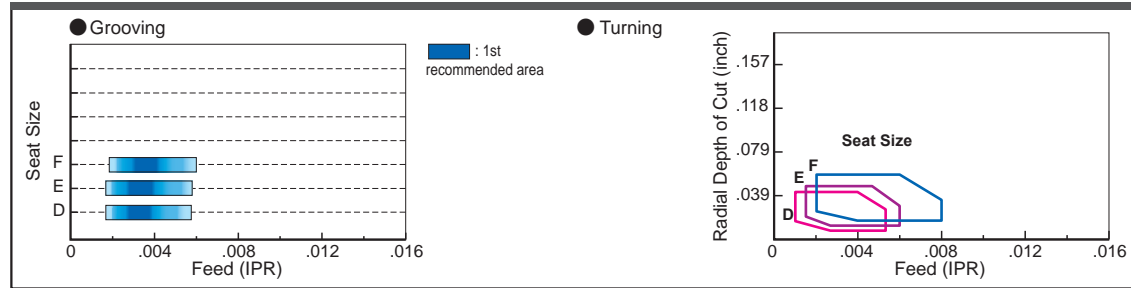 Grooving
: 1st
recommended area
Seat Size
F
E
D
0
.004
.008
.012
.016
Feed (IPR)
Turning
Radial Depth of Cut (inch)
.157
.118
.079
.039
Seat Size
F
E
D
0
.004
.008
.012
.016
Feed (IPR)